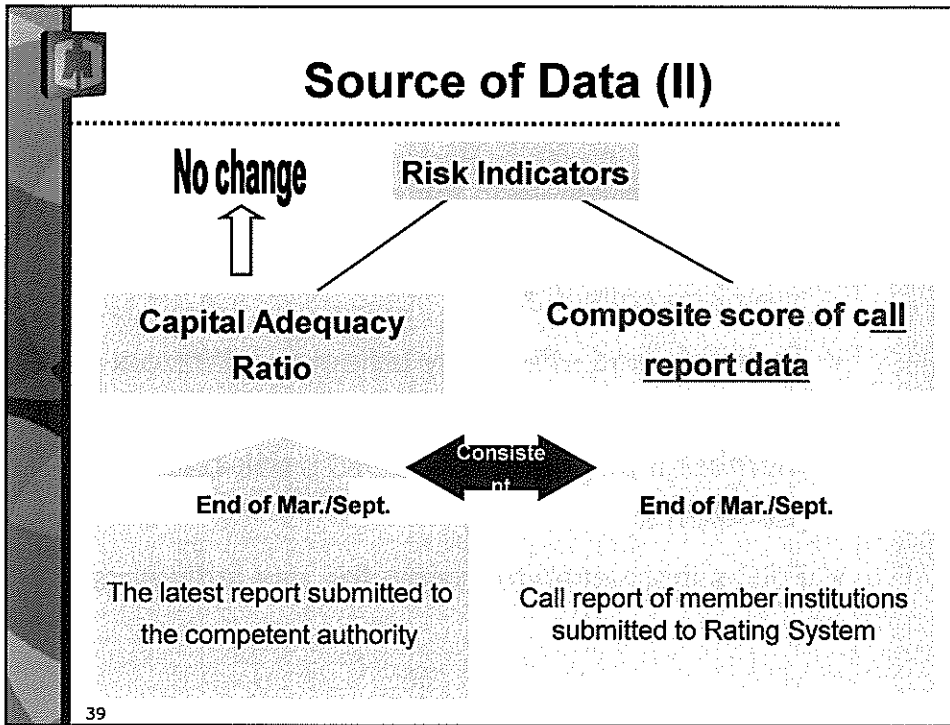 Source of Data (II)
No change
Risk Indicators
Capital Adequacy
Ratio
Composite score of call
report data
Consiste
nt
End of Mar./Sept.
End of Mar./Sept.
The latest report submitted to
the competent authority
Call report of member institutions
submitted to Rating System
39